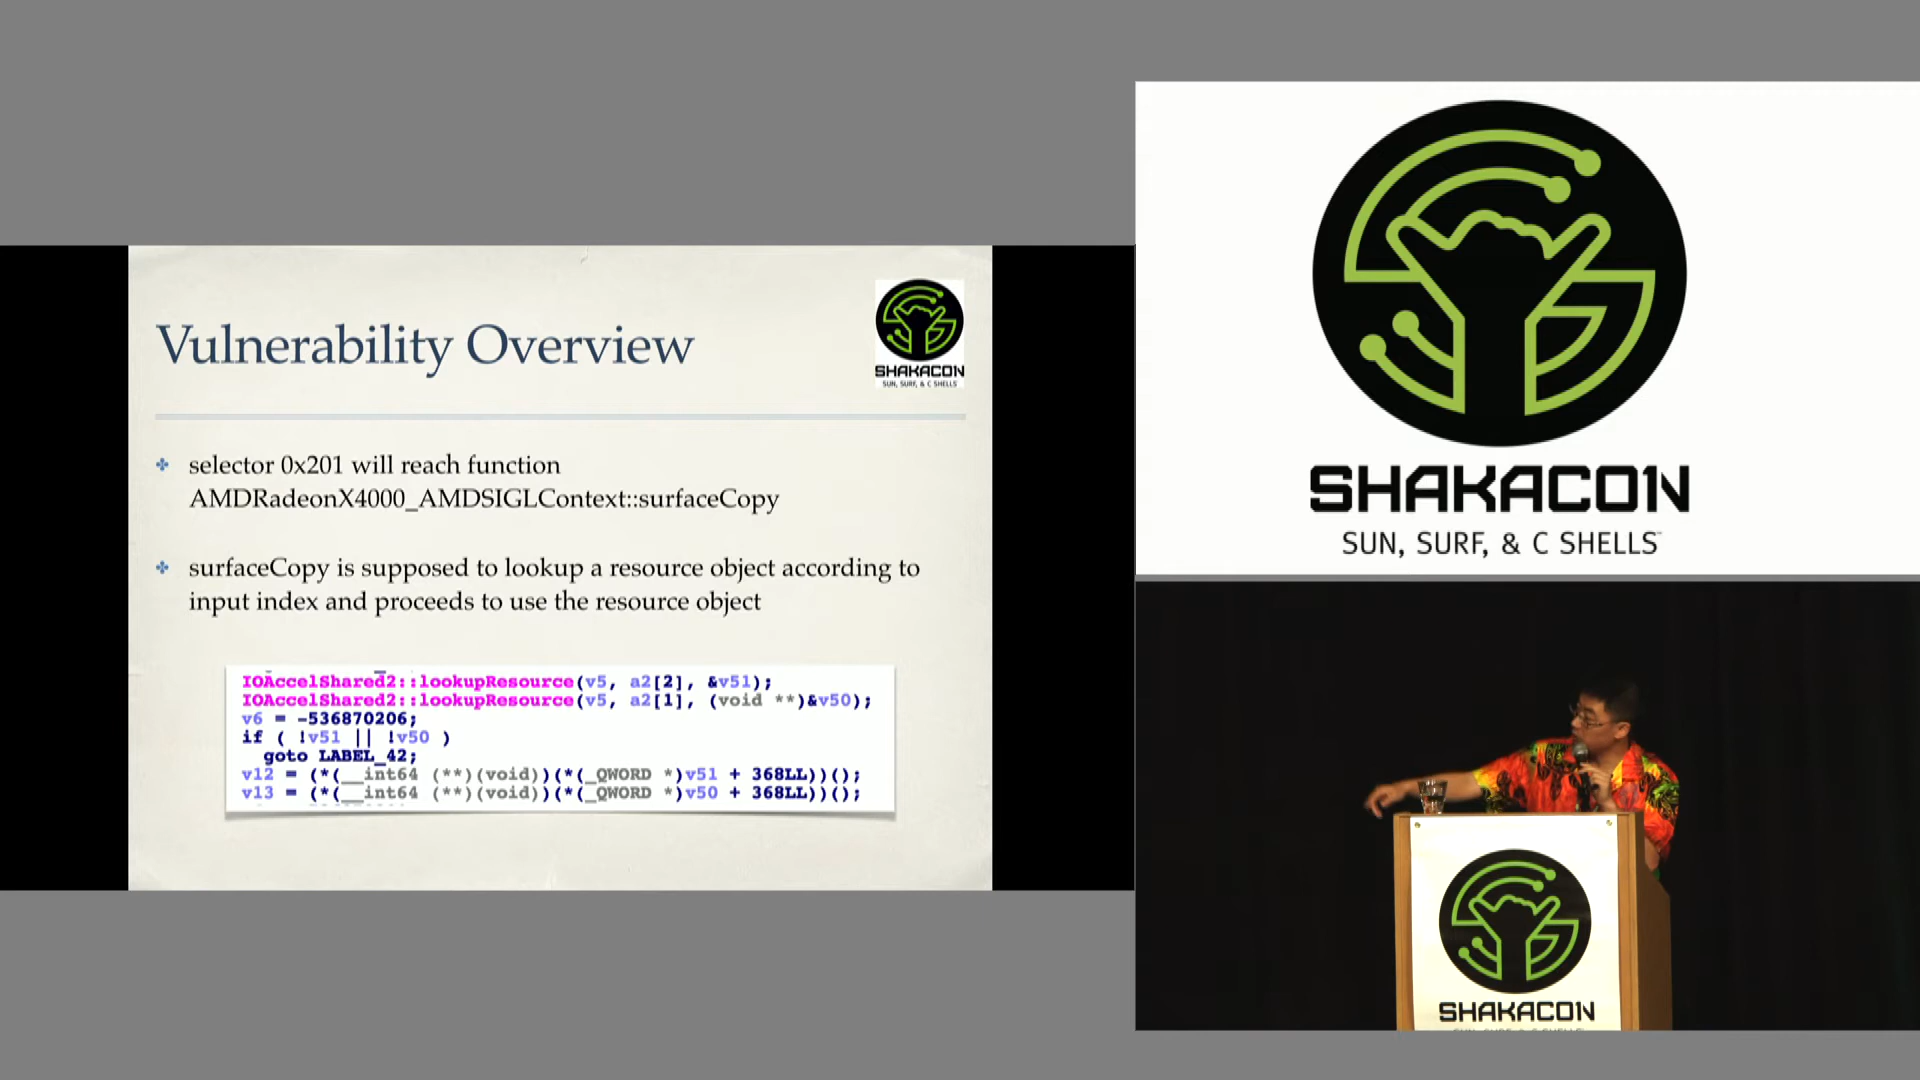 Vulnerability Overview
SHAKACON
SUN, SURF, & C SHELLS
selector 0x201 will reach function
AMDRadeonX4000_AMDSIGLContext::surfaceCopy
surfaceCopy is supposed to lookup a resource object according to
input index and proceeds to use the resource object
IOAccelShared2::lookupResource(v5, a2[2], &v51);
IOAccelShared2::lookupResource(v5, a2[1], (void **)&v50);
v6 = -536870206;
if ( !v51 || !v50 )
goto LABEL_42;
v12 = (*(__int64 (**)(void))(*(_QWORD *)v51 + 368LL))();
v13 = (*(__int64 (**)(void))(*(_QWORD *)v50 + 368LL))();
SHAKACON
SUN, SURF, & C SHELLS
SHAKACON